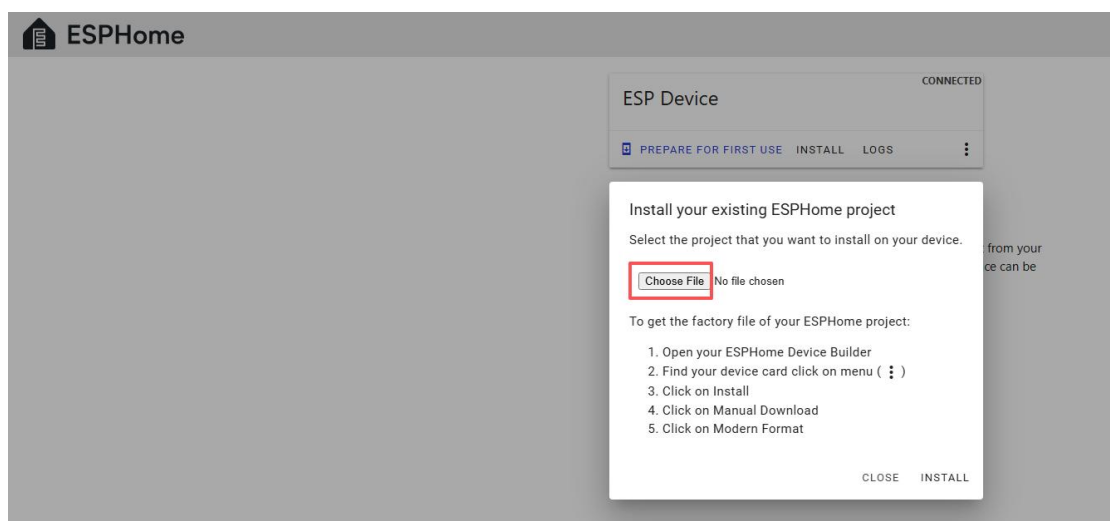 ESPHome
CONNECTED
ESP Device
PREPARE FOR FIRST USE INSTALL LOGS
Install your existing ESPHome project
Select the project that you want to install on your device.
from your
ce can be
Choose File No file chosen
To get the factory file of your ESPHome project:
1. Open your ESPHome Device Builder
2. Find your device card click on menu ( ⋮ )
3. Click on Install
4. Click on Manual Download
5. Click on Modern Format
CLOSE INSTALL